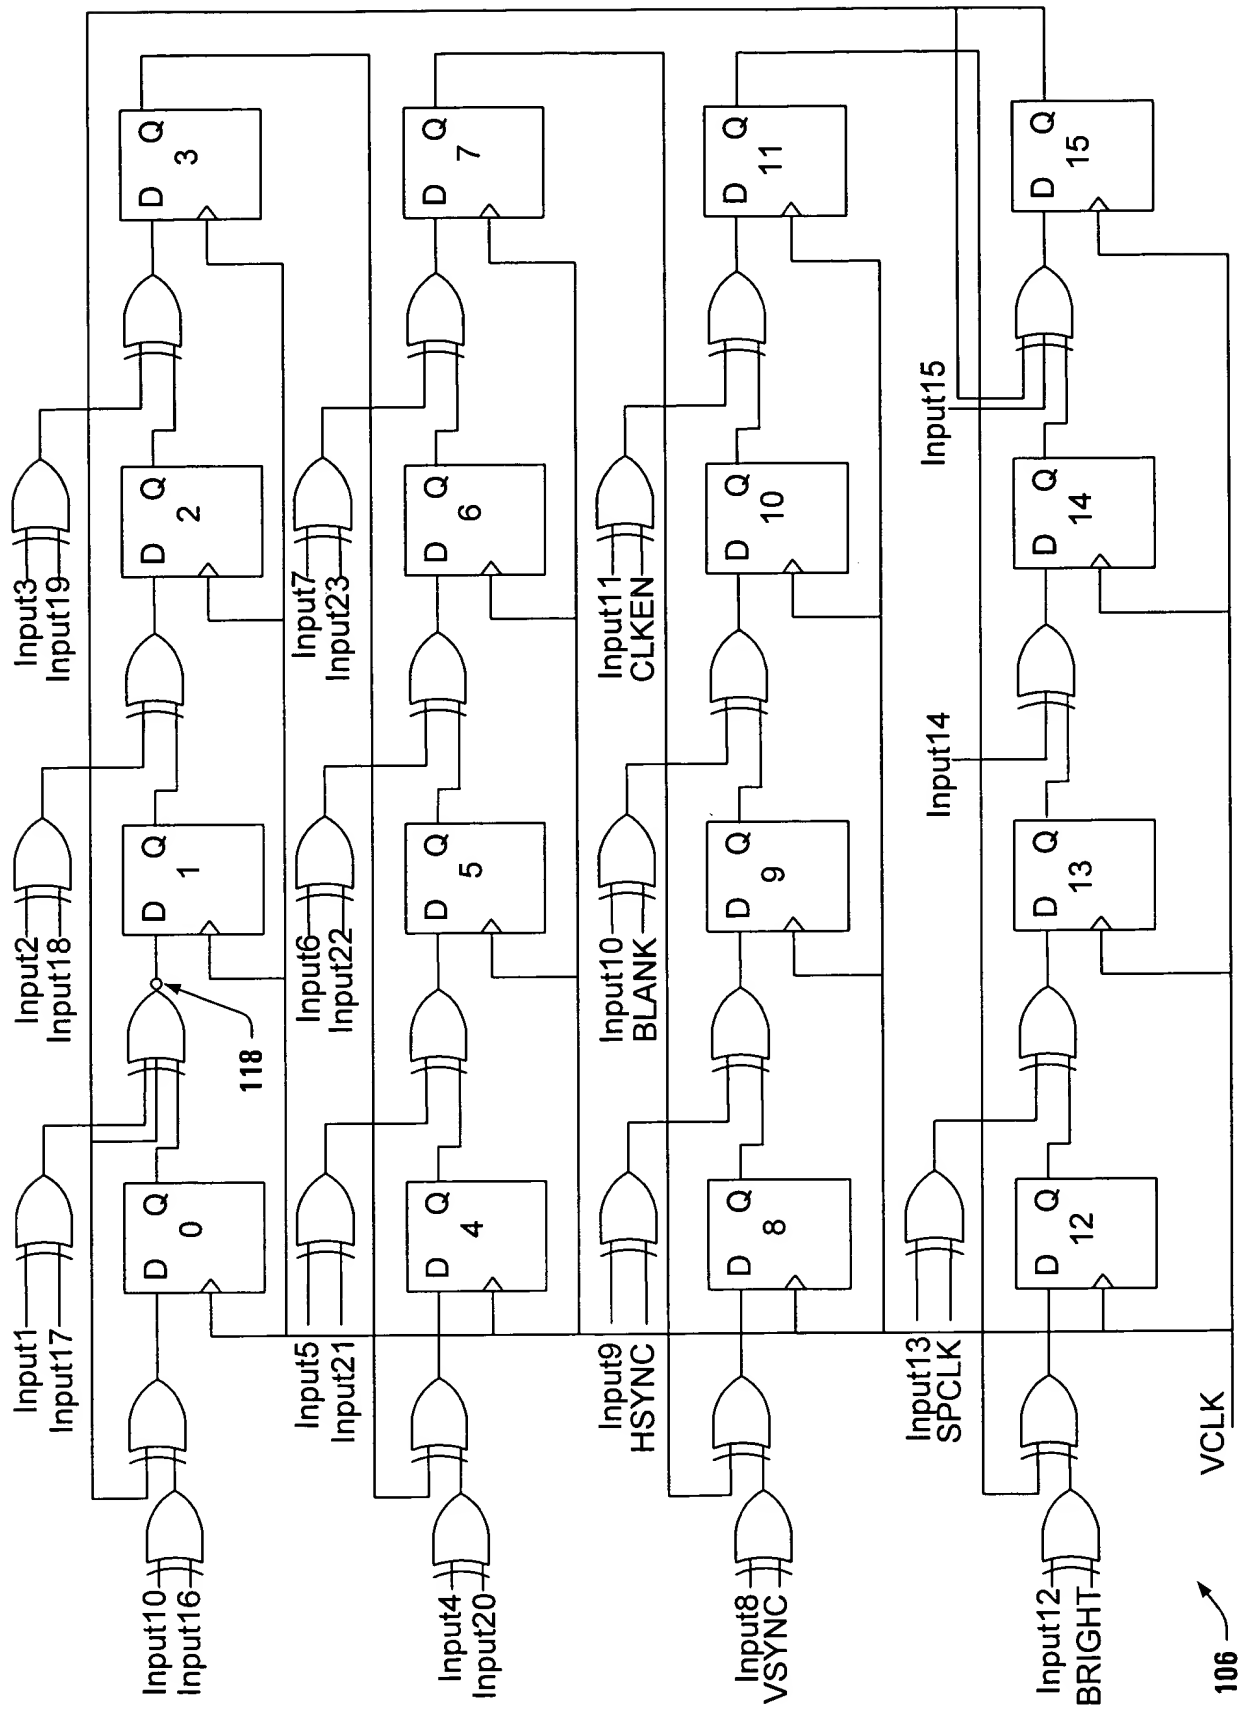 Input10
Input16
Input1
Input17
D Q
0
118
D Q
1
Input2
Input18
D Q
2
Input3
Input19
D Q
3
Input4
Input20
Input5
Input21
D Q
4
D Q
5
Input6
Input22
D Q
6
Input7
Input23
D Q
7
Input8
VSYNC
Input9
HSYNC
D Q
8
D Q
9
Input10
BLANK
D Q
10
Input11
CLKEN
D Q
11
Input12
BRIGHT
Input13
SPCLK
D Q
12
D Q
13
Input14
D Q
14
Input15
D Q
15
VCLK
106